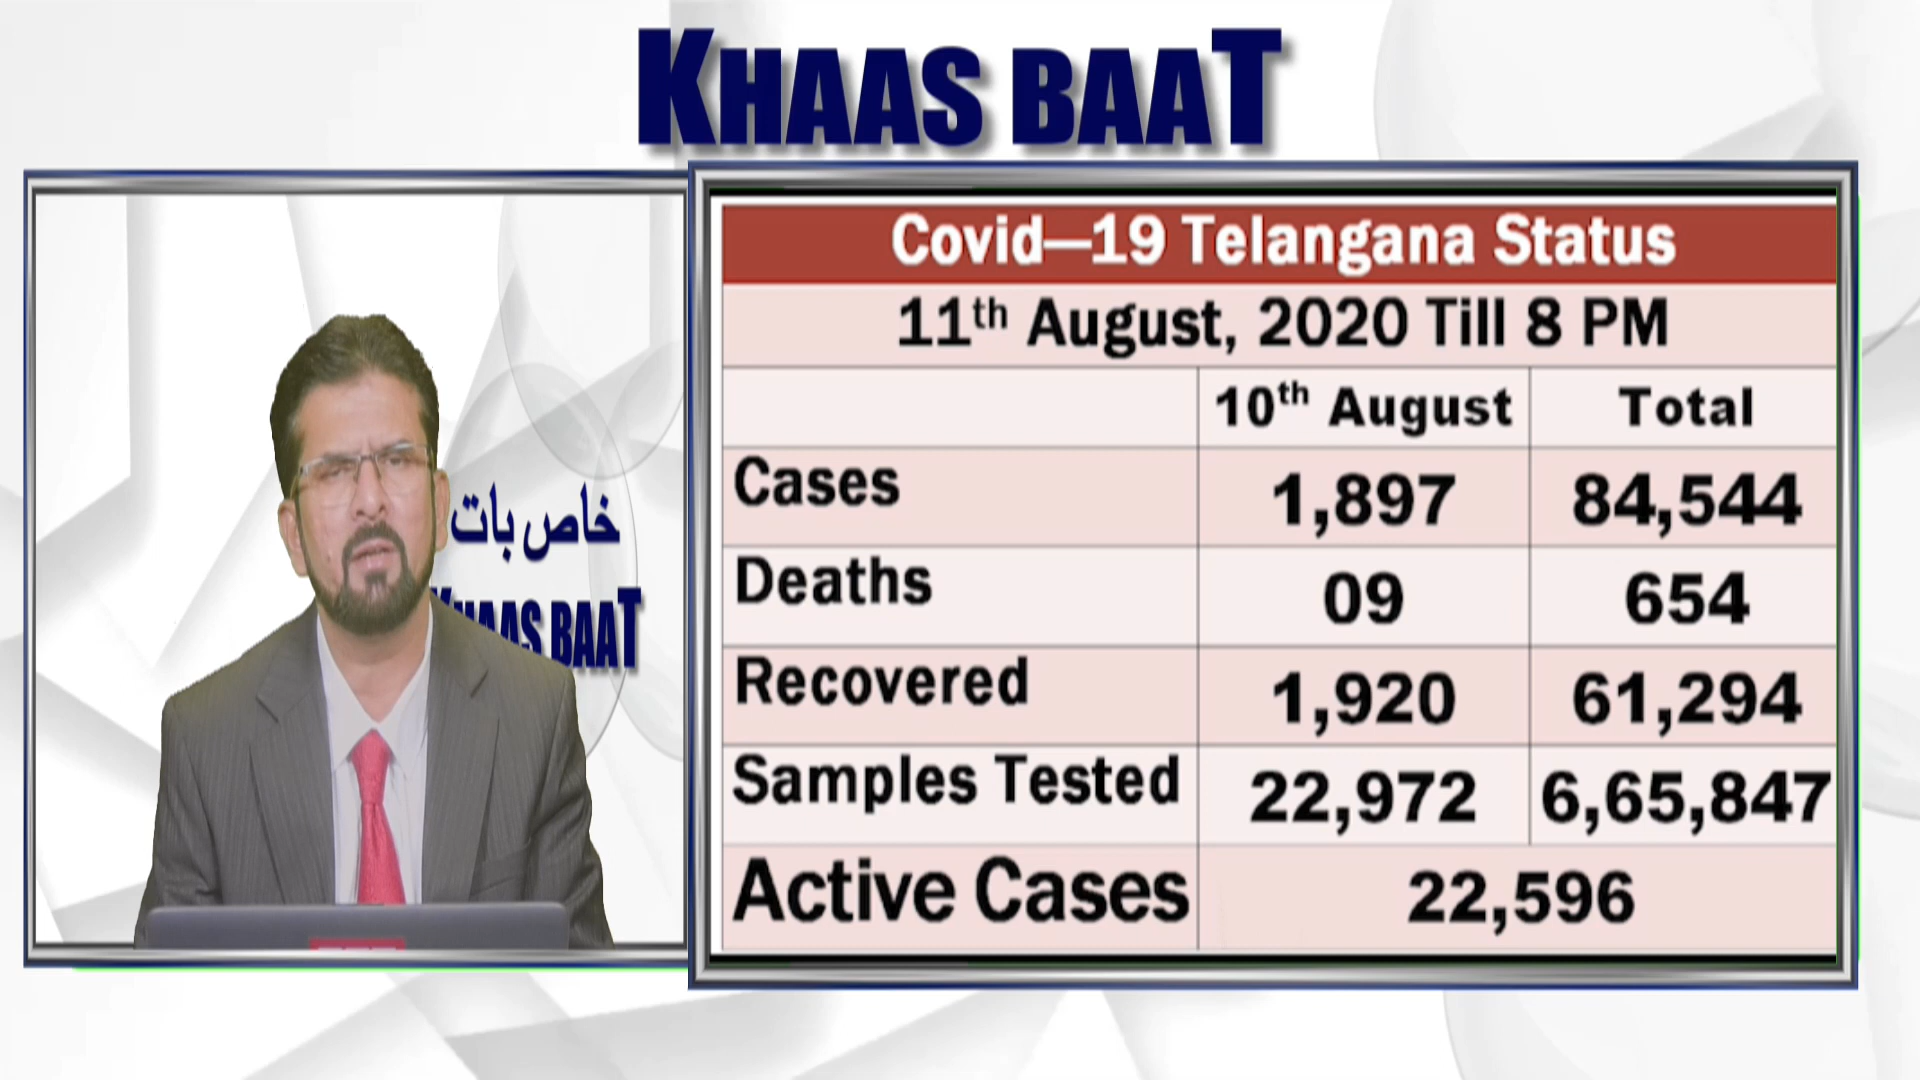 KHAAS BAAT
خاص بات
KHAAS BAAT
Covid—19 Telangana Status
11th August, 2020 Till 8 PM
10th August Total
Cases 1,897 84,544
Deaths 09 654
Recovered 1,920 61,294
Samples Tested 22,972 6,65,847
Active Cases 22,596